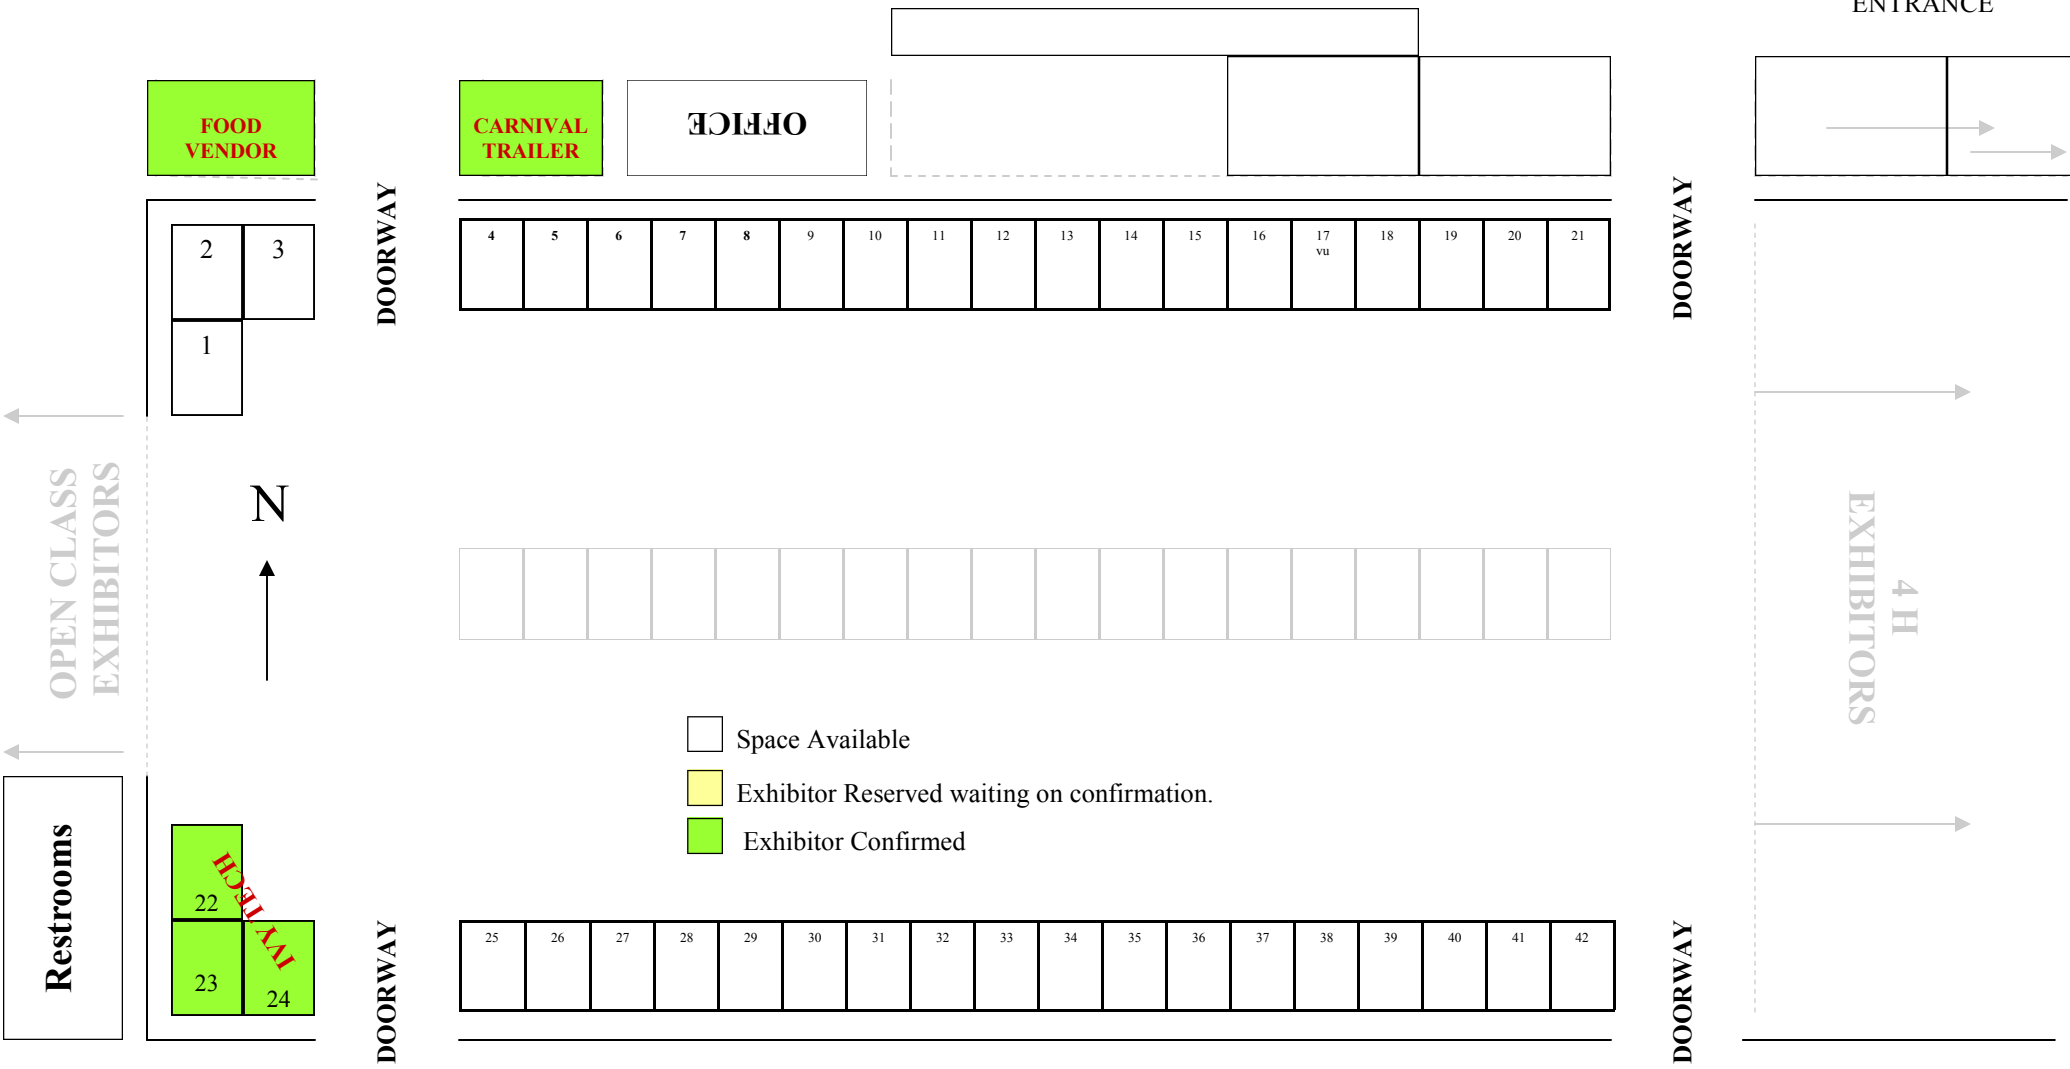 ENTRANCE
FOOD
VENDOR
CARNIVAL
TRAILER
OFFICE
DOORWAY
DOORWAY
2
3
1
4
5
6
7
8
9
10
11
12
13
14
15
16
17
vu
18
19
20
21
OPEN CLASS
EXHIBITORS
N
4 H
EXHIBITORS
Space Available
Exhibitor Reserved waiting on confirmation.
Exhibitor Confirmed
Restrooms
22
23
24
IVY TECH
DOORWAY
25
26
27
28
29
30
31
32
33
34
35
36
37
38
39
40
41
42
DOORWAY